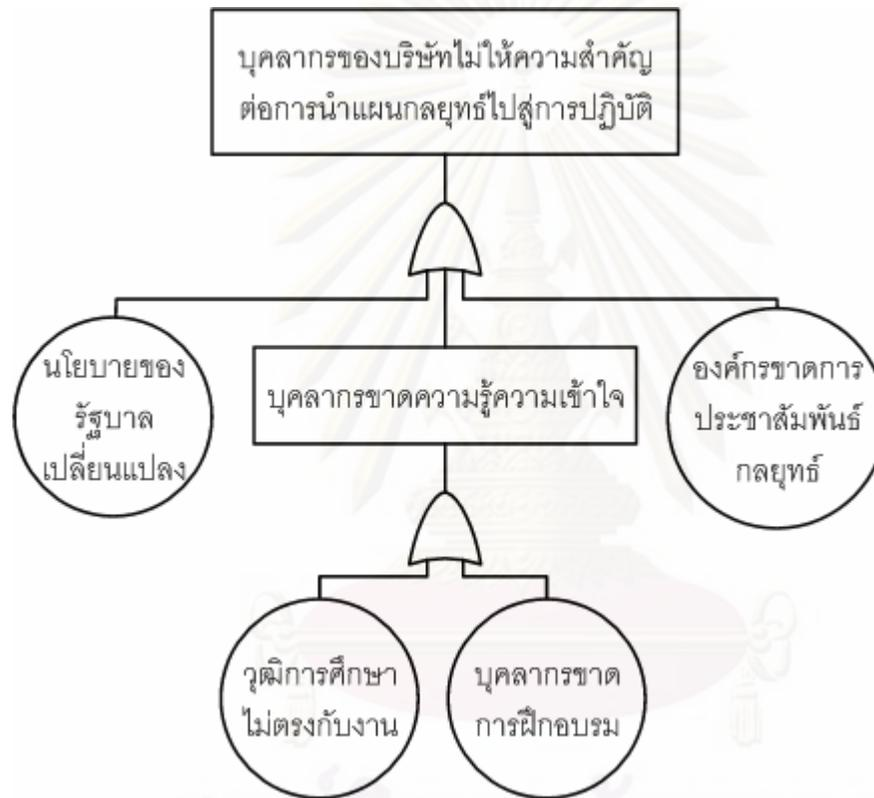 บุคลากรของบริษัทไม่ให้ความสำคัญ
ต่อการนำแผนกลยุทธ์ไปสู่การปฏิบัติ
นโยบายของ
รัฐบาล
เปลี่ยนแปลง
บุคลากรขาดความรู้ความเข้าใจ
องค์กรขาดการ
ประชาสัมพันธ์
กลยุทธ์
วุฒิการศึกษา
ไม่ตรงกับงาน
บุคลากรขาด
การฝึกอบรม